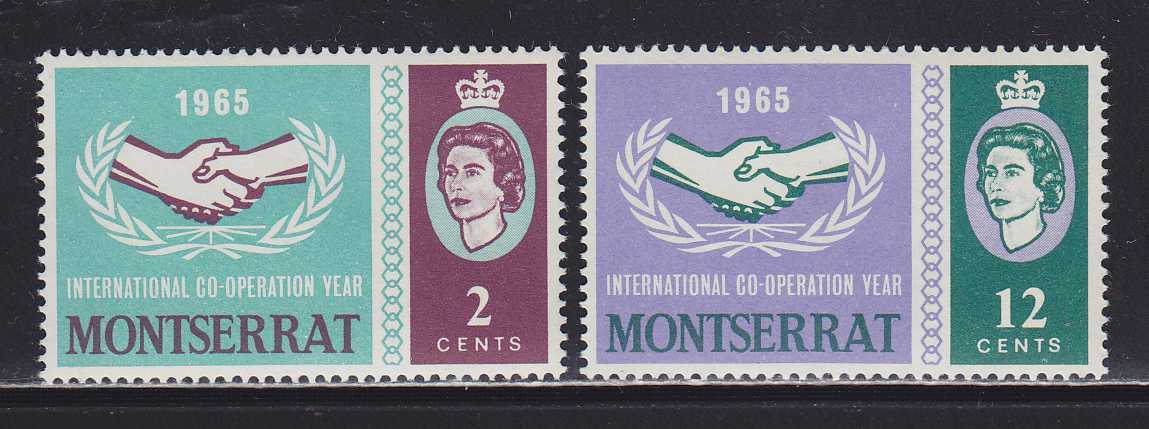 1965
INTERNATIONAL CO-OPERATION YEAR
MONTSERRAT
2
CENTS
1965
INTERNATIONAL CO-OPERATION YEAR
MONTSERRAT
12
CENTS